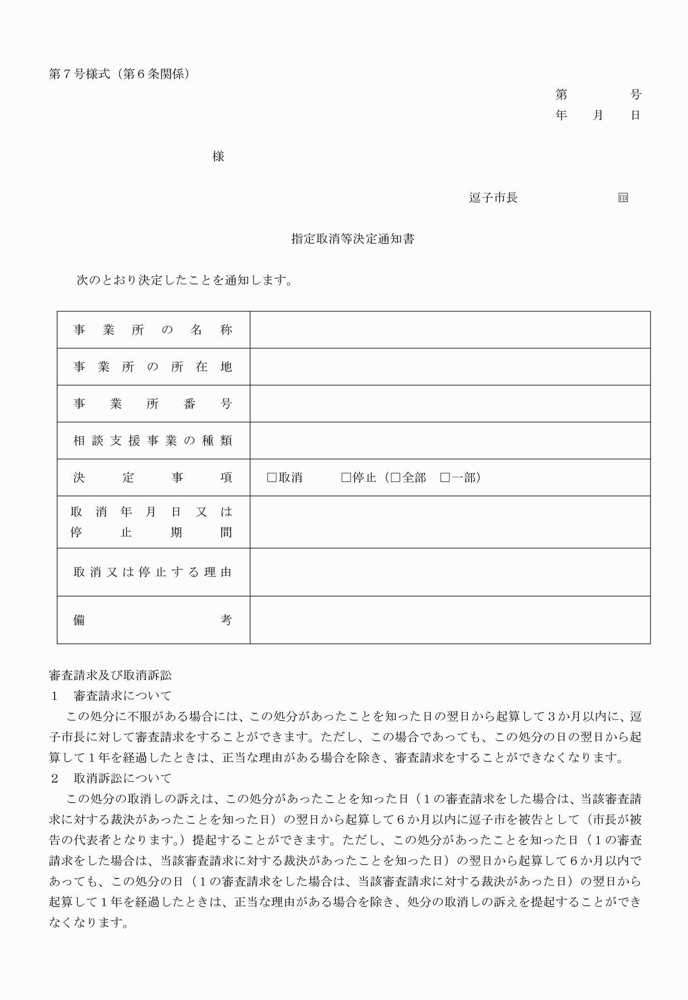 第７号様式（第６条関係）
第　　　　　号
年　　月　　日
様
逗子市長　　　　　　　　㊞
指定取消等決定通知書
次のとおり決定したことを通知します。
事業所の名称
事業所の所在地
事業所番号
相談支援事業の種類
決定事項　□取消　　　□停止（□全部　□一部）
取消年月日又は
停止期間
取消又は停止する理由
備考
審査請求及び取消訴訟
１　審査請求について
この処分に不服がある場合には、この処分があったことを知った日の翌日から起算して３か月以内に、逗
子市長に対して審査請求をすることができます。ただし、この場合であっても、この処分の日の翌日から起
算して１年を経過したときは、正当な理由がある場合を除き、審査請求をすることができなくなります。
２　取消訴訟について
この処分の取消しの訴えは、この処分があったことを知った日（１の審査請求をした場合は、当該審査請
求に対する裁決があったことを知った日）の翌日から起算して６か月以内に逗子市を被告として（市長が被
告の代表者となります。）提起することができます。ただし、この処分があったことを知った日（１の審査
請求をした場合は、当該審査請求に対する裁決があったことを知った日）の翌日から起算して６か月以内で
あっても、この処分の日（１の審査請求をした場合は、当該審査請求に対する裁決があった日）の翌日から
起算して１年を経過したときは、正当な理由がある場合を除き、処分の取消しの訴えを提起することができ
なくなります。